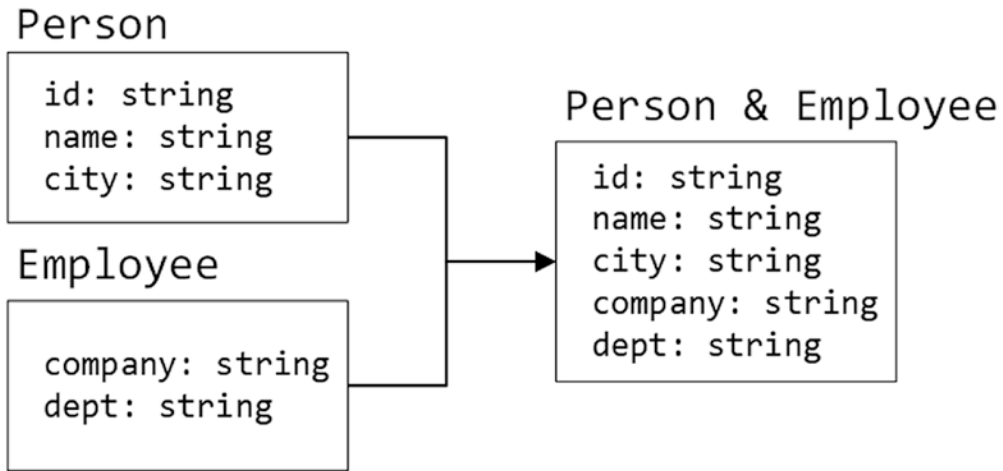 Person
id: string
name: string
city: string
Employee
company: string
dept: string
Person & Employee
id: string
name: string
city: string
company: string
dept: string